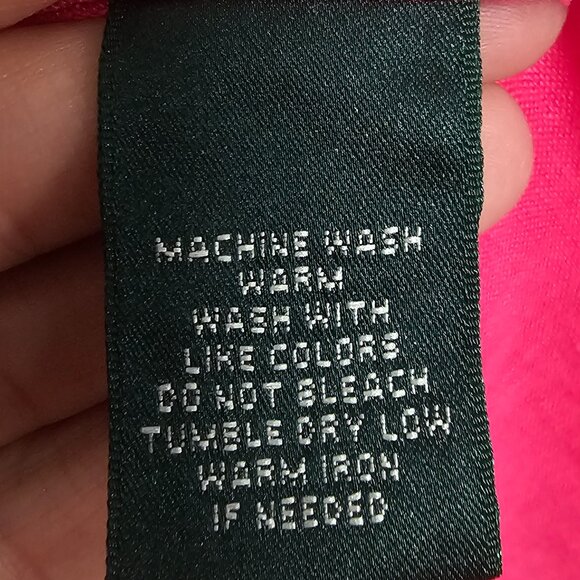 MACHINE WASH
WARM
WASH WITH
LIKE COLORS
DO NOT BLEACH
TUMBLE DRY LOW
WARM IRON
IF NEEDED